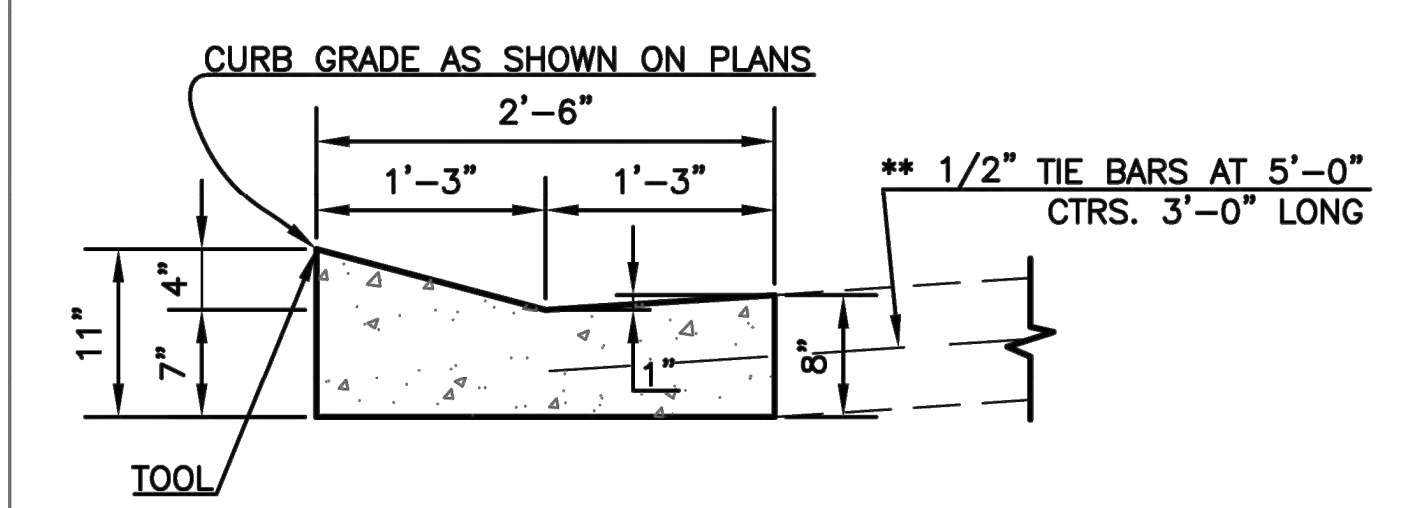 CURB GRADE AS SHOWN ON PLANS
2'-6"
1'-3"
1'-3"
** 1/2" TIE BARS AT 5'-0"
CTRS. 3'-0" LONG
4"
11"
7"
1"
8"
TOOL